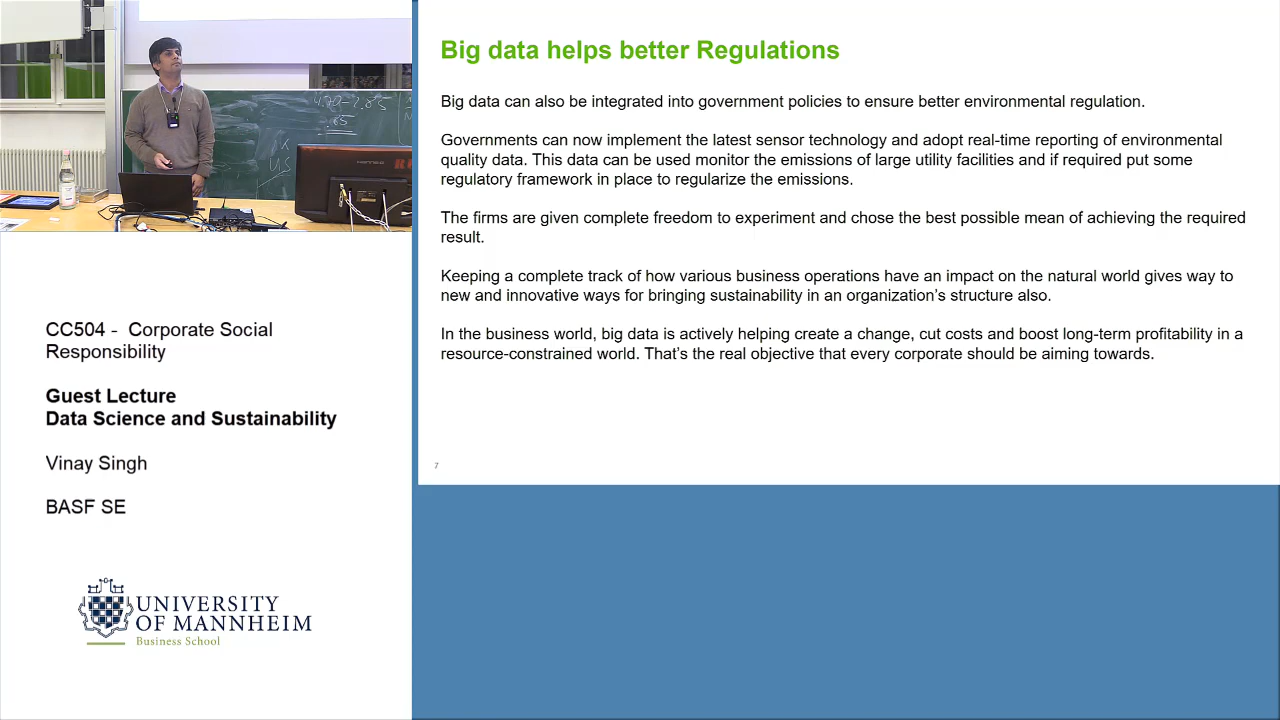 Big data helps better Regulations
Big data can also be integrated into government policies to ensure better environmental regulation.
Governments can now implement the latest sensor technology and adopt real-time reporting of environmental
quality data. This data can be used monitor the emissions of large utility facilities and if required put some
regulatory framework in place to regularize the emissions.
The firms are given complete freedom to experiment and chose the best possible mean of achieving the required
result.
Keeping a complete track of how various business operations have an impact on the natural world gives way to
new and innovative ways for bringing sustainability in an organization's structure also.
In the business world, big data is actively helping create a change, cut costs and boost long-term profitability in a
resource-constrained world. That's the real objective that every corporate should be aiming towards.
7
CC504 - Corporate Social
Responsibility
Guest Lecture
Data Science and Sustainability
Vinay Singh
BASF SE
UNIVERSITY
OF MANNHEIM
Business School